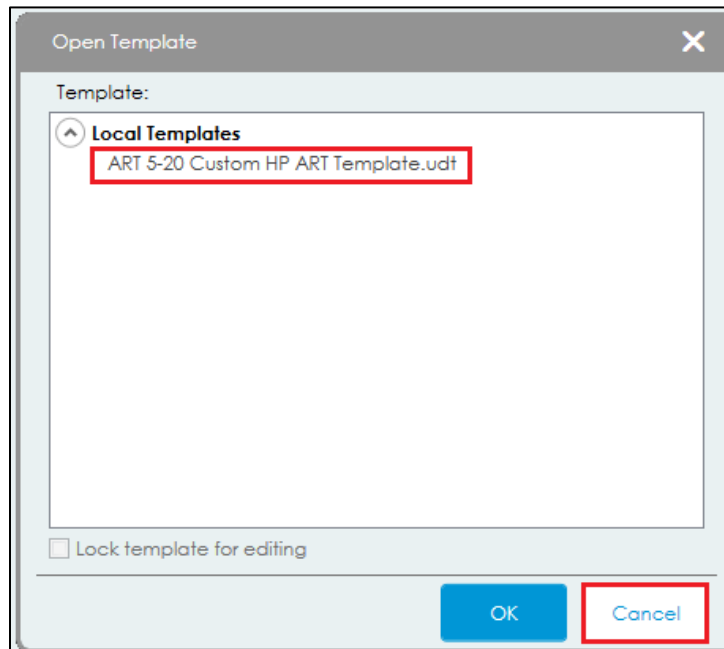 Open Template
Template:
Local Templates
ART 5-20 Custom HP ART Template.udt
Lock template for editing
OK Cancel